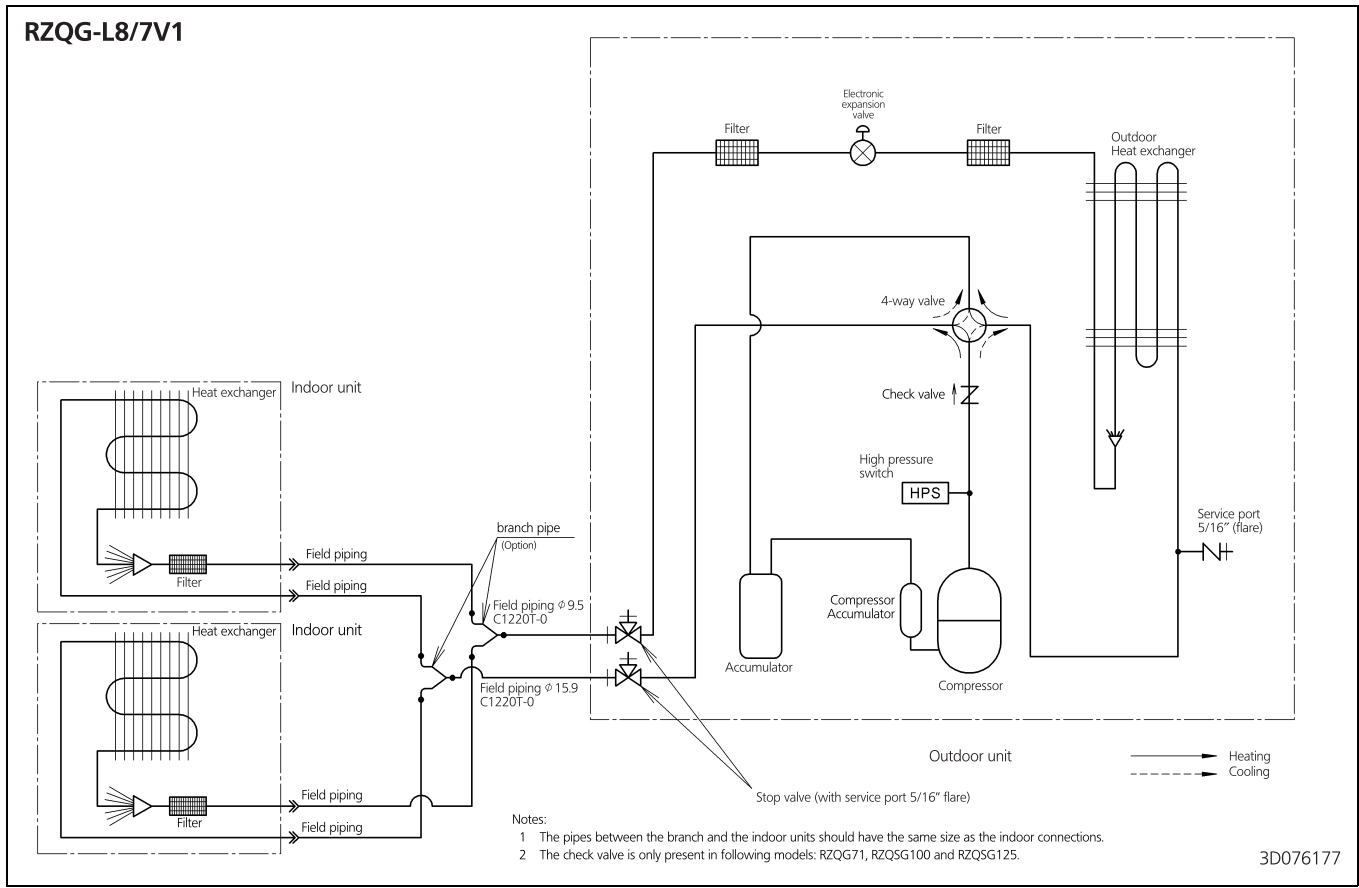 RZQG-L8/7V1
Electronic
expansion
valve
Filter
Filter
Outdoor
Heat exchanger
4-way valve
Check valve
High pressure
switch
HPS
Service port
5/16″ (flare)
Compressor
Accumulator
Accumulator
Compressor
Heat exchanger
Indoor unit
Filter
Field piping
Field piping
branch pipe
(Option)
Field piping ϕ 9.5
C1220T-0
Heat exchanger
Indoor unit
Field piping ϕ 15.9
C1220T-0
Filter
Field piping
Field piping
Outdoor unit
Heating
Cooling
Stop valve (with service port 5/16” flare)
Notes:
1 The pipes between the branch and the indoor units should have the same size as the indoor connections.
2 The check valve is only present in following models: RZQG71, RZQSG100 and RZQSG125.
3D076177